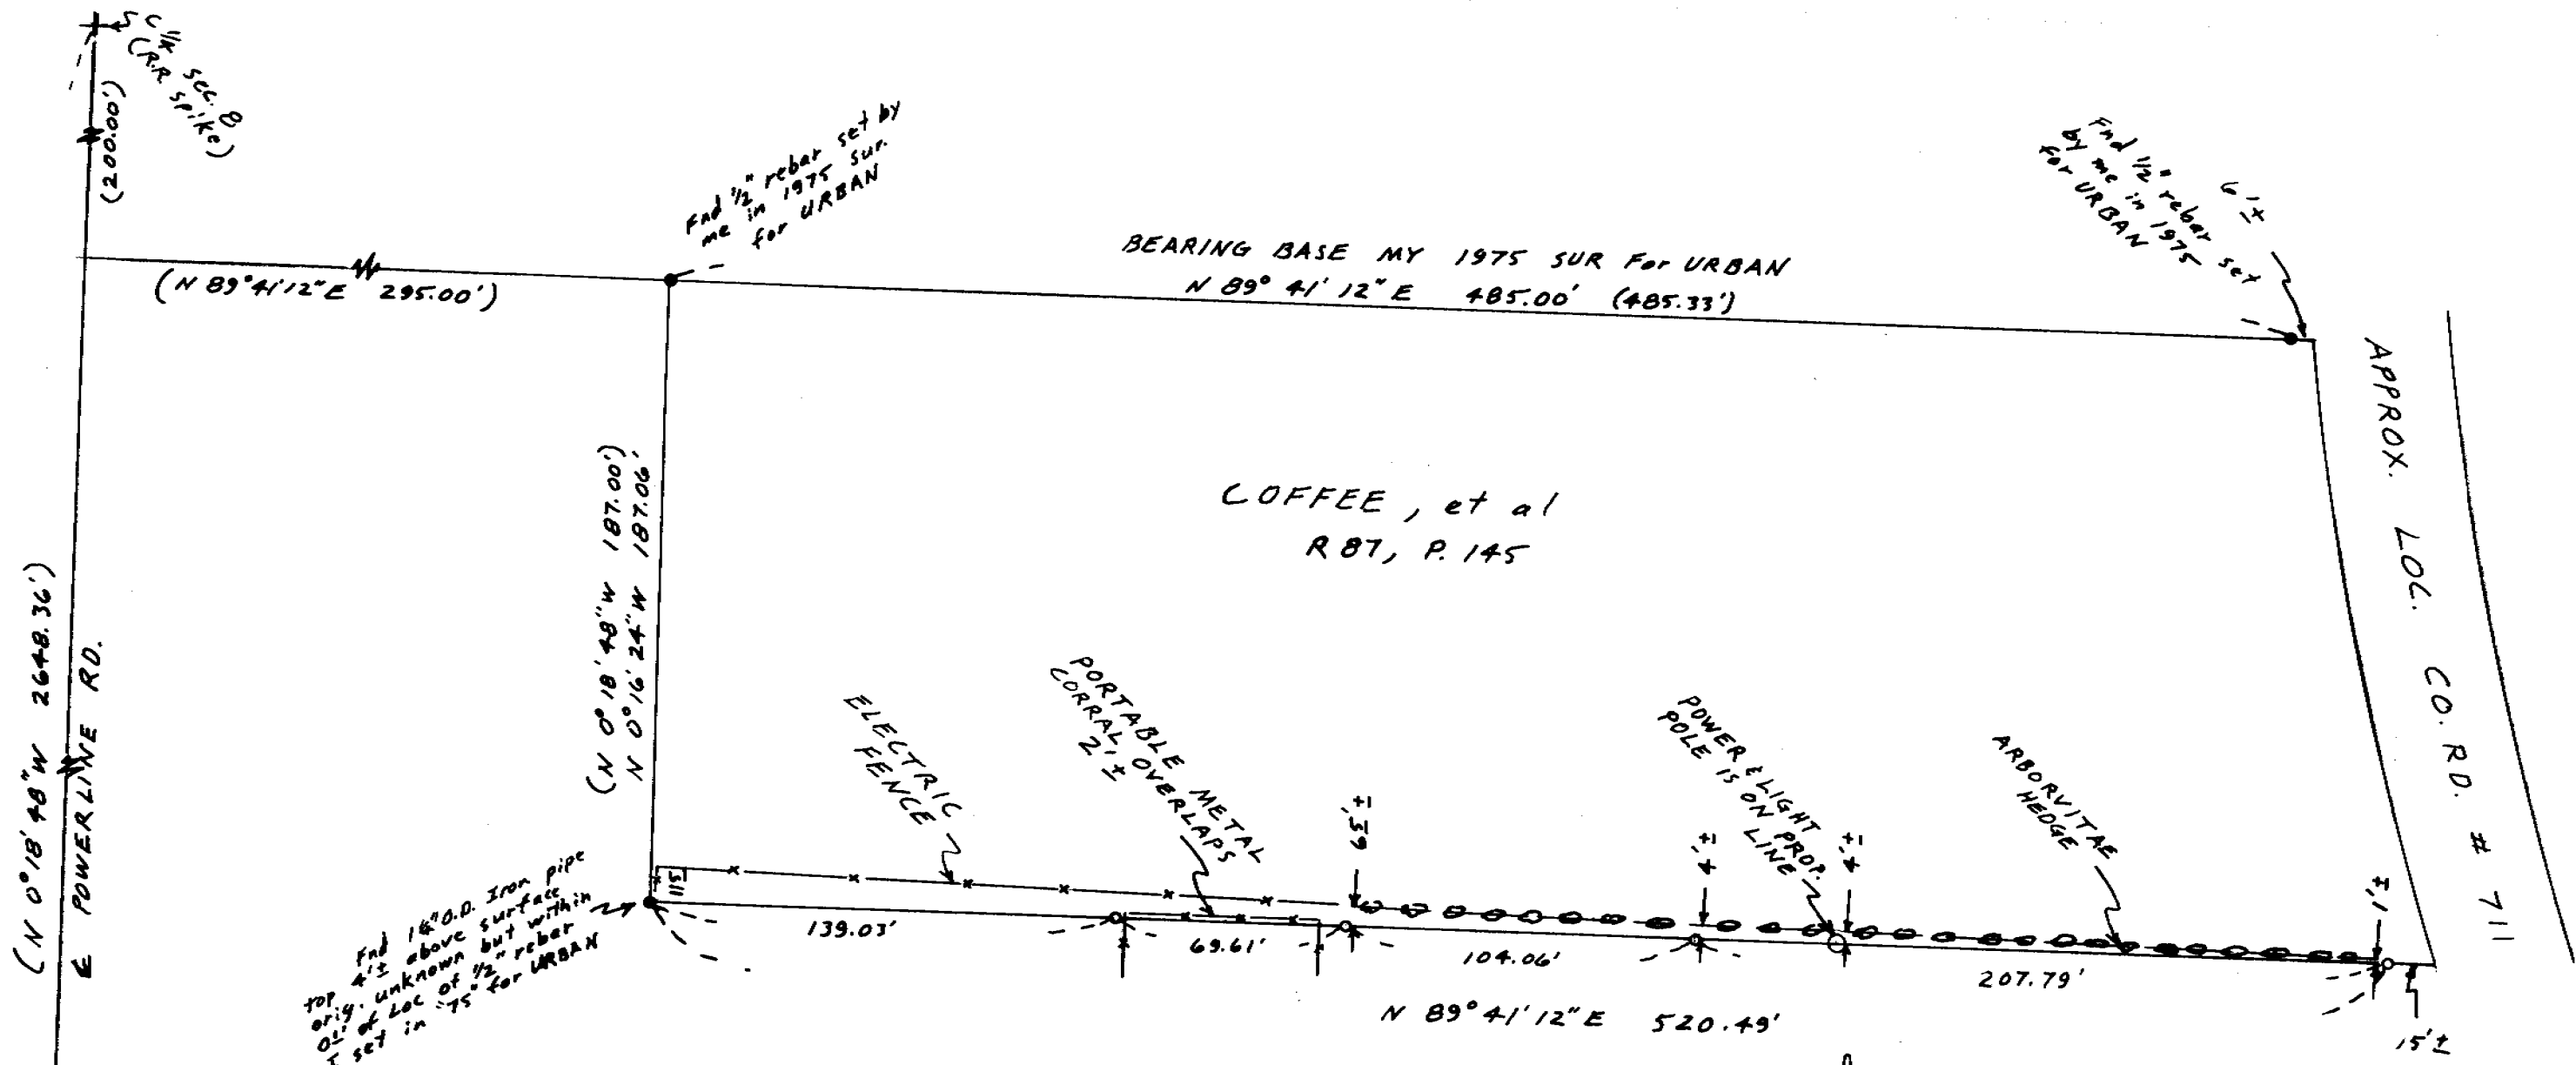 S C 1/4 SEC. 8
(R.R. SPIKE)
(200.00')
(N 89° 41' 12" E 295.00')
Fnd 1/2" rebar set by
me in 1975 sur.
for URBAN
BEARING BASE MY 1975 SUR For URBAN
N 89° 41' 12" E 485.00' (485.33')
Fnd 1/2" rebar set
by me in 1975
for URBAN
6'±
APPROX. LOC. CO. RD. # 711
COFFEE, et al
R 87, P. 145
(N 0° 18' 48" W 187.00')
N 0° 16' 24" W 187.06'
(N 0° 18' 48" W 2648.36')
℄ POWERLINE RD.
ELECTRIC
FENCE
PORTABLE METAL
CORRAL, OVERLAPS
2'±
POWER & LIGHT
POLE IS ON PROP.
LINE
ARBORVITAE
HEDGE
±
4'±
4'±
1'±
Fnd O.D. Iron pipe
top 4'± above surface
orig. unknown but within
of Loc of 1/2" rebar
I set in "75" for URBAN
139.03'
69.61'
104.06'
207.79'
N 89° 41' 12" E 520.49'
15'±